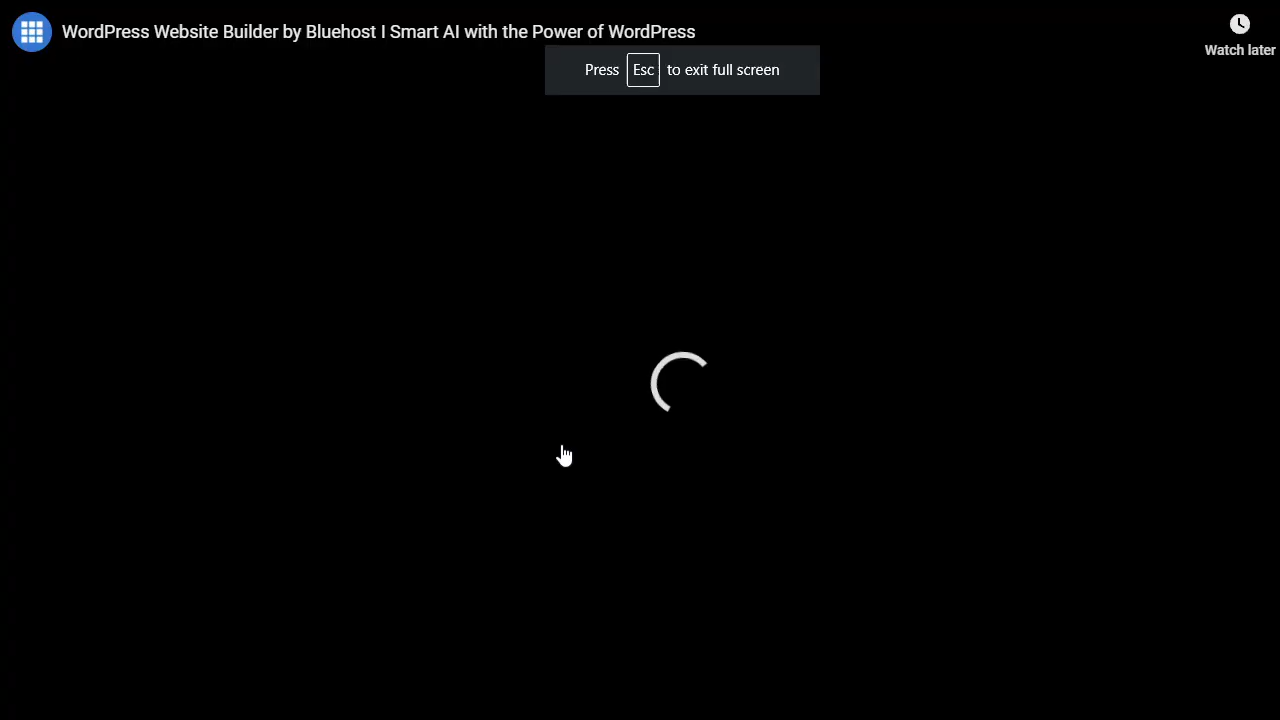 WordPress Website Builder by Bluehost I Smart AI with the Power of WordPress
Watch later
Press Esc to exit full screen